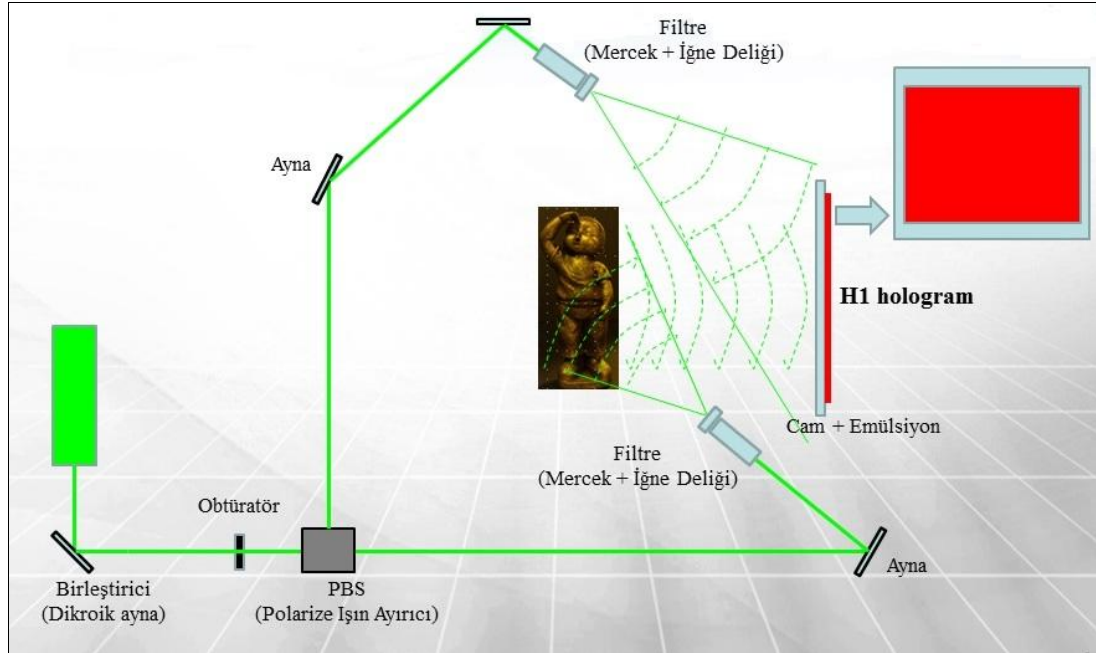 Filtre
(Mercek + İğne Deliği)
Ayna
H1 hologram
Cam + Emülsiyon
Filtre
(Mercek + İğne Deliği)
Obtüratör
Ayna
Birleştirici
(Dikroik ayna)
PBS
(Polarize Işın Ayırıcı)